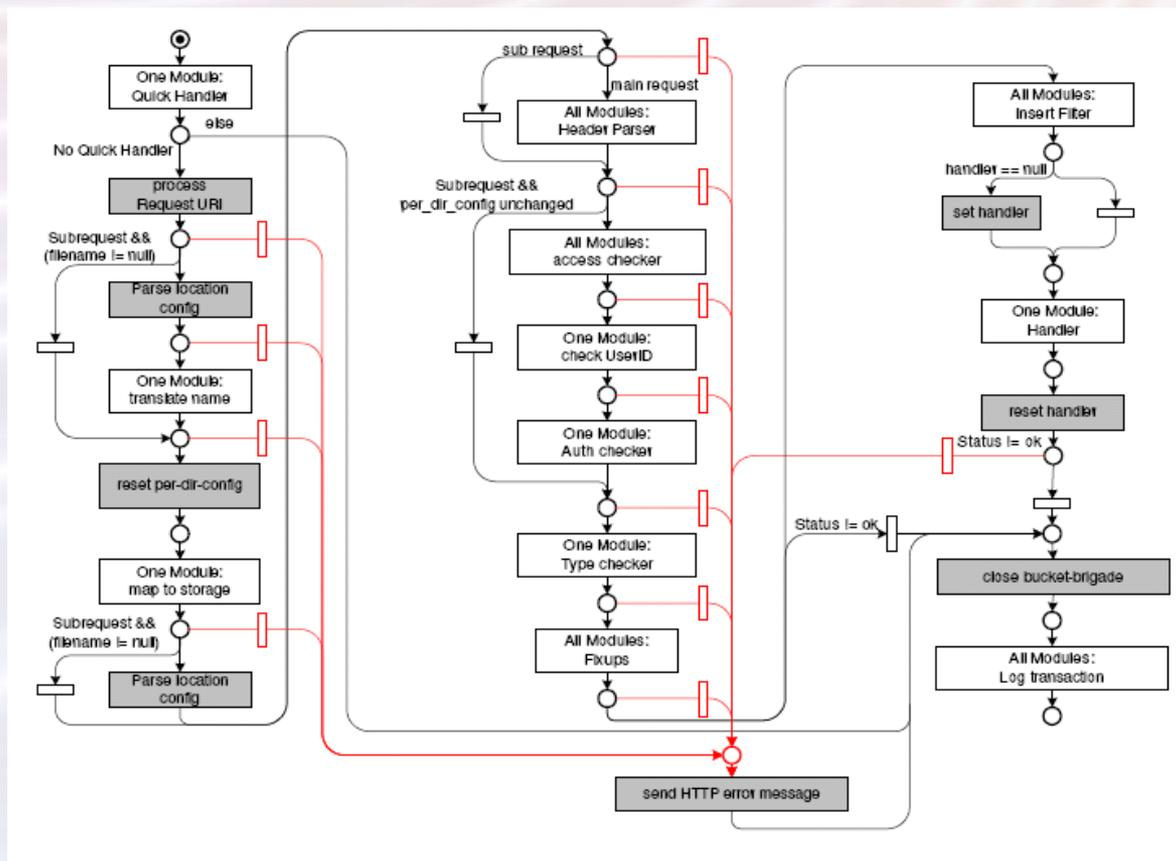 One Module:
Quick Handler
else
No Quick Handler
process
Request URI
Subrequest &&
(filename != null)
Parse location
config
One Module:
translate name
reset per-dir-config
One Module:
map to storage
Subrequest &&
(filename != null)
Parse location
config
sub request
main request
All Modules:
Header Parser
Subrequest &&
per_dir_config unchanged
All Modules:
access checker
One Module:
check UserID
One Module:
Auth checker
One Module:
Type checker
All Modules:
Fixups
send HTTP error message
All Modules:
Insert Filter
handler == null
set handler
One Module:
Handler
reset handler
Status != ok
Status != ok
close bucket-brigade
All Modules:
Log transaction